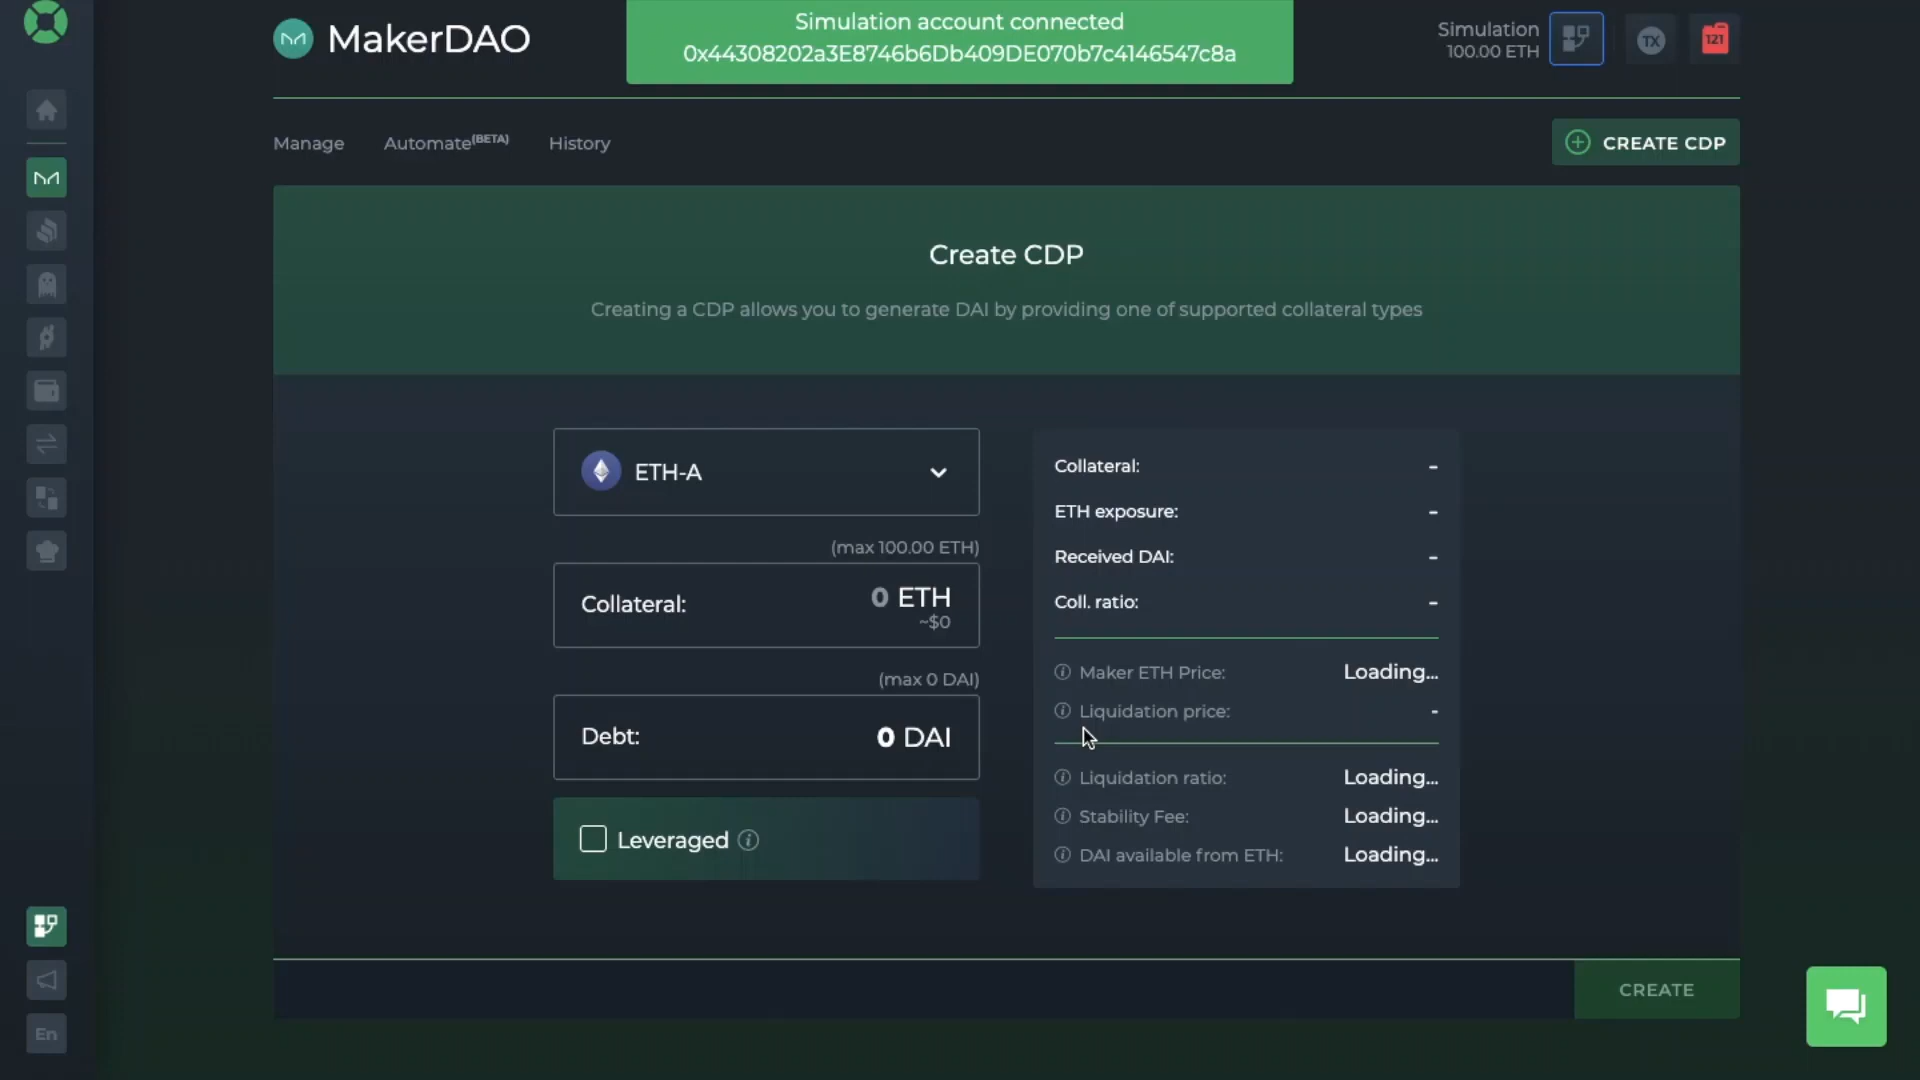 MakerDAO
Simulation account connected
0x44308202a3E8746b6Db409DE070b7c4146547c8a
Simulation
100.00 ETH
TX
121
Manage
Automate(BETA)
History
CREATE CDP
Create CDP
Creating a CDP allows you to generate DAI by providing one of supported collateral types
ETH-A
(max 100.00 ETH)
Collateral:
0 ETH
~$0
(max 0 DAI)
Debt:
0 DAI
Leveraged
Collateral: -
ETH exposure: -
Received DAI: -
Coll. ratio: -
Maker ETH Price: Loading...
Liquidation price: -
Liquidation ratio: Loading...
Stability Fee: Loading...
DAI available from ETH: Loading...
CREATE
En